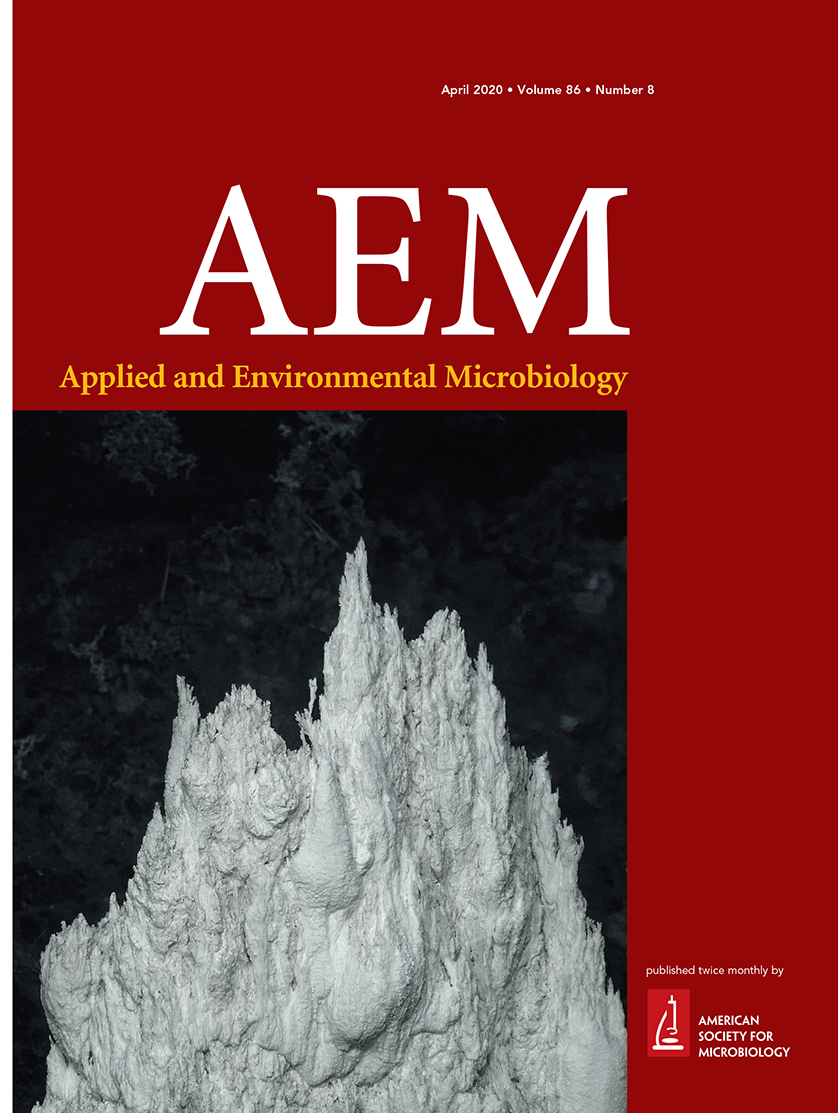 April 2020 • Volume 86 • Number 8
AEM
Applied and Environmental Microbiology
published twice monthly by
AMERICAN
SOCIETY FOR
MICROBIOLOGY